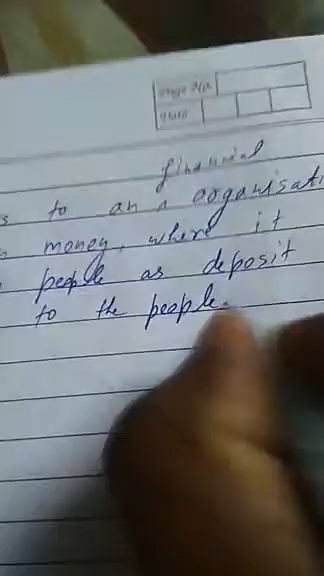 Page No.
Date
financial
s to an organisati
money, where it
people as deposit
to the people.